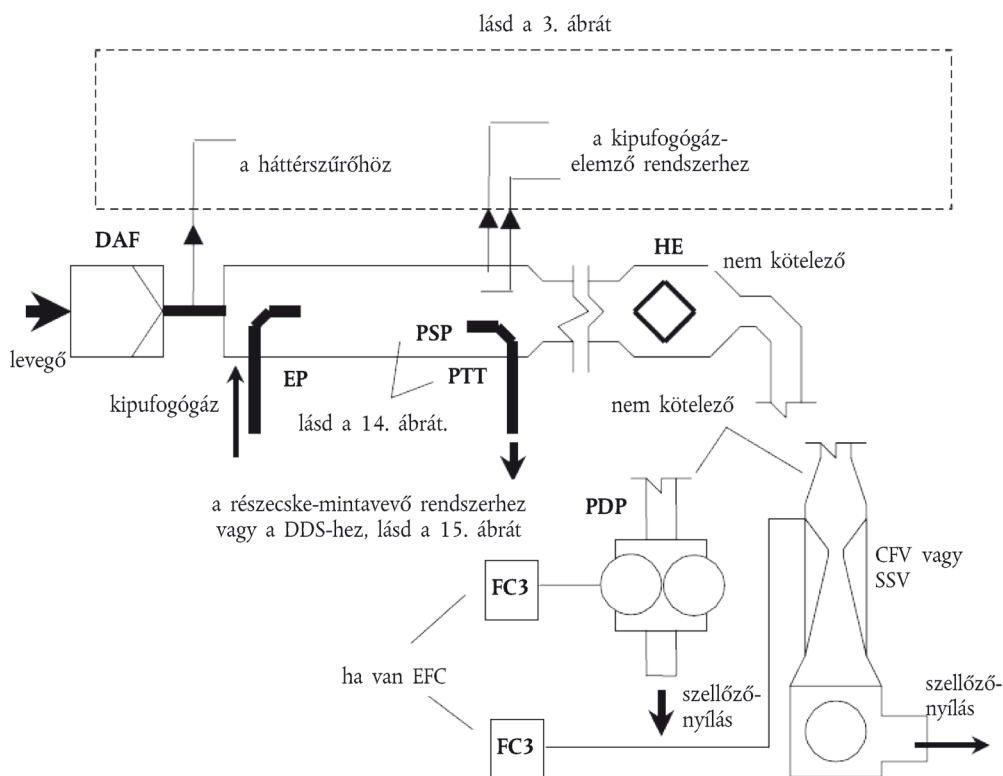 lásd a 3. ábrát
a háttérszűrőhöz
a kipufogógáz-
elemző rendszerhez
DAF
HE
nem kötelező
levegő
PSP
EP
PTT
kipufogógáz
lásd a 14. ábrát.
nem kötelező
a részecske-mintavevő rendszerhez
vagy a DDS-hez, lásd a 15. ábrát
PDP
CFV vagy
SSV
FC3
ha van EFC
szellőző-
nyílás
szellőző-
nyílás
FC3